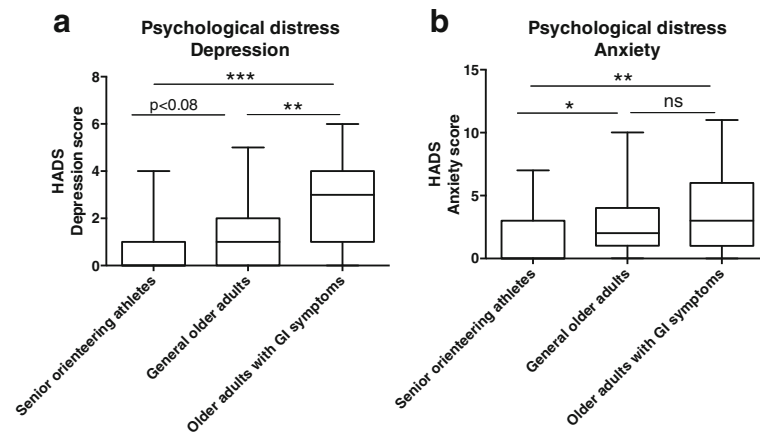 a
Psychological distress
Depression
HADS
Depression score
8
6
4
2
0
***
p<0.08
**
Senior orienteering athletes
General older adults
Older adults with GI symptoms
b
Psychological distress
Anxiety
HADS
Anxiety score
15
10
5
0
**
*
ns
Senior orienteering athletes
General older adults
Older adults with GI symptoms